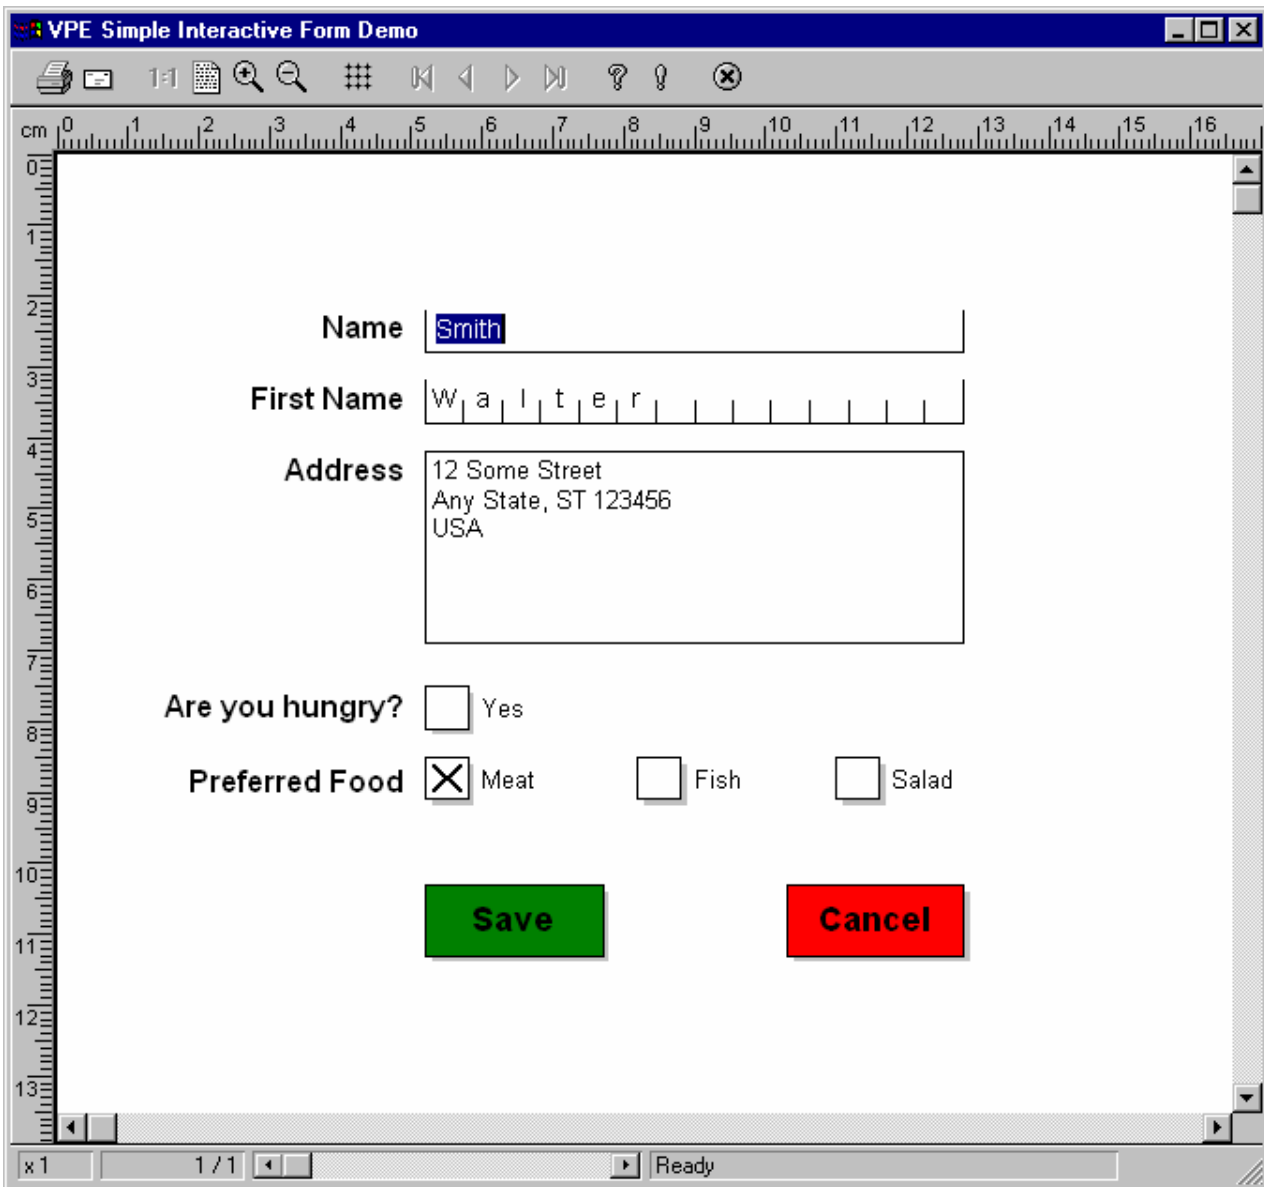 VPE Simple Interactive Form Demo
1:1
cm 0 1 2 3 4 5 6 7 8 9 10 11 12 13 14 15 16
0
1
2
Name Smith
3
First Name Walter
4
Address 12 Some Street
Any State, ST 123456
5
USA
6
7
Are you hungry? Yes
8
Preferred Food Meat Fish Salad
9
10
Save Cancel
11
12
13
x1 1 / 1 Ready